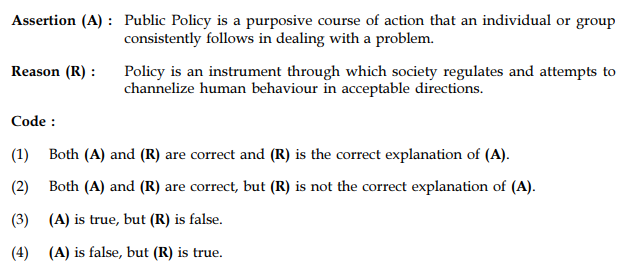 Assertion (A) : Public Policy is a purposive course of action that an individual or group
consistently follows in dealing with a problem.
Reason (R) : Policy is an instrument through which society regulates and attempts to
channelize human behaviour in acceptable directions.
Code :
(1) Both (A) and (R) are correct and (R) is the correct explanation of (A).
(2) Both (A) and (R) are correct, but (R) is not the correct explanation of (A).
(3) (A) is true, but (R) is false.
(4) (A) is false, but (R) is true.